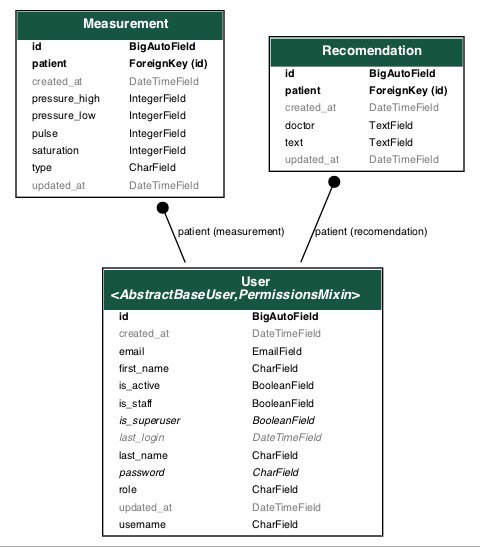 Measurement
id BigAutoField
patient ForeignKey (id)
created_at DateTimeField
pressure_high IntegerField
pressure_low IntegerField
pulse IntegerField
saturation IntegerField
type CharField
updated_at DateTimeField
Recomendation
id BigAutoField
patient ForeignKey (id)
created_at DateTimeField
doctor TextField
text TextField
updated_at DateTimeField
patient (measurement)
patient (recomendation)
User
<AbstractBaseUser,PermissionsMixin>
id BigAutoField
created_at DateTimeField
email EmailField
first_name CharField
is_active BooleanField
is_staff BooleanField
is_superuser BooleanField
last_login DateTimeField
last_name CharField
password CharField
role CharField
updated_at DateTimeField
username CharField